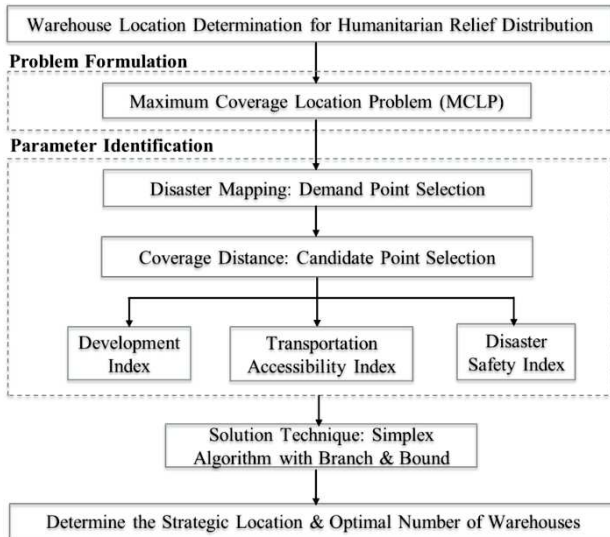 Warehouse Location Determination for Humanitarian Relief Distribution
Problem Formulation
Maximum Coverage Location Problem (MCLP)
Parameter Identification
Disaster Mapping: Demand Point Selection
Coverage Distance: Candidate Point Selection
Development
Index
Transportation
Accessibility Index
Disaster
Safety Index
Solution Technique: Simplex
Algorithm with Branch & Bound
Determine the Strategic Location & Optimal Number of Warehouses